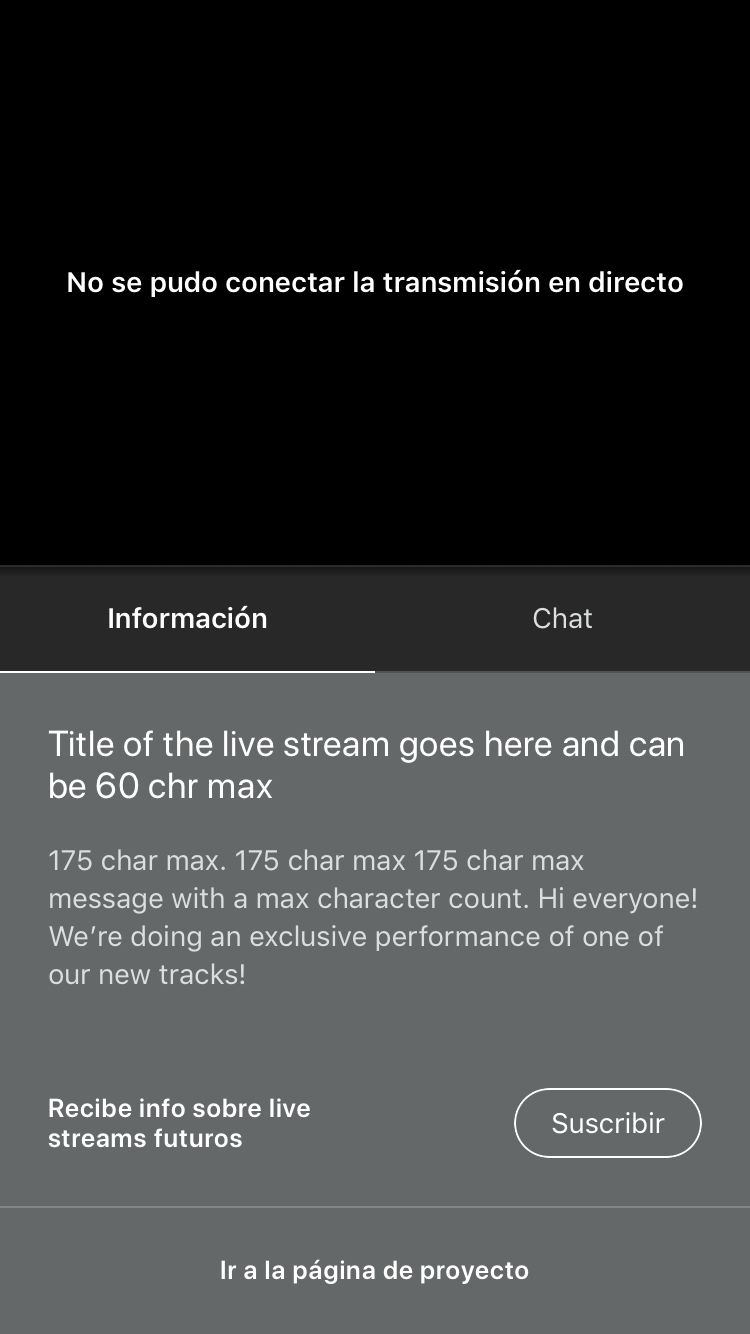 No se pudo conectar la transmisión en directo
Información
Chat
Title of the live stream goes here and can
be 60 chr max
175 char max. 175 char max 175 char max
message with a max character count. Hi everyone!
We’re doing an exclusive performance of one of
our new tracks!
Recibe info sobre live
streams futuros
Suscribir
Ir a la página de proyecto